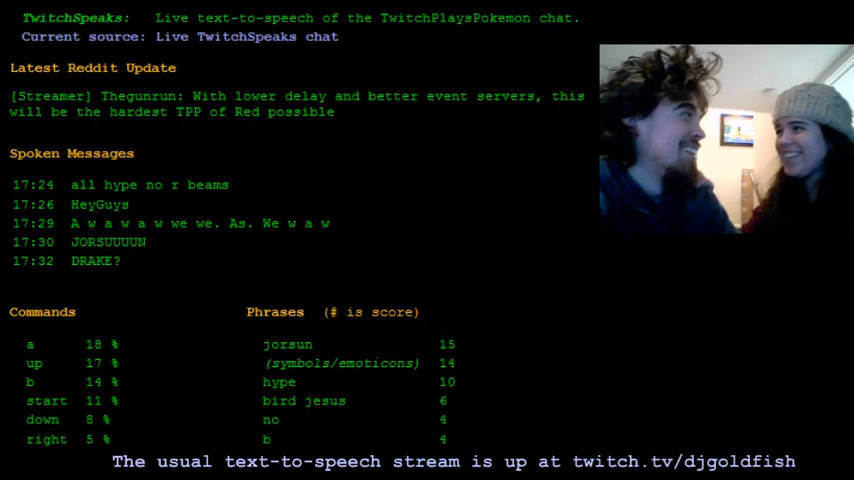 TwitchSpeaks: Live text-to-speech of the TwitchPlaysPokemon chat.
Current source: Live TwitchSpeaks chat
Latest Reddit Update
[Streamer] Thegunrun: With lower delay and better event servers, this
will be the hardest TPP of Red possible
Spoken Messages
17:24 all hype no r beams
17:26 HeyGuys
17:29 A w a w a w we we. As. We w a w
17:30 JORSUUUUN
17:32 DRAKE?
Commands Phrases (# is score)
a 18 % jorsun 15
up 17 % (symbols/emoticons) 14
b 14 % hype 10
start 11 % bird jesus 6
down 8 % no 4
right 5 % b 4
The usual text-to-speech stream is up at twitch.tv/djgoldfish